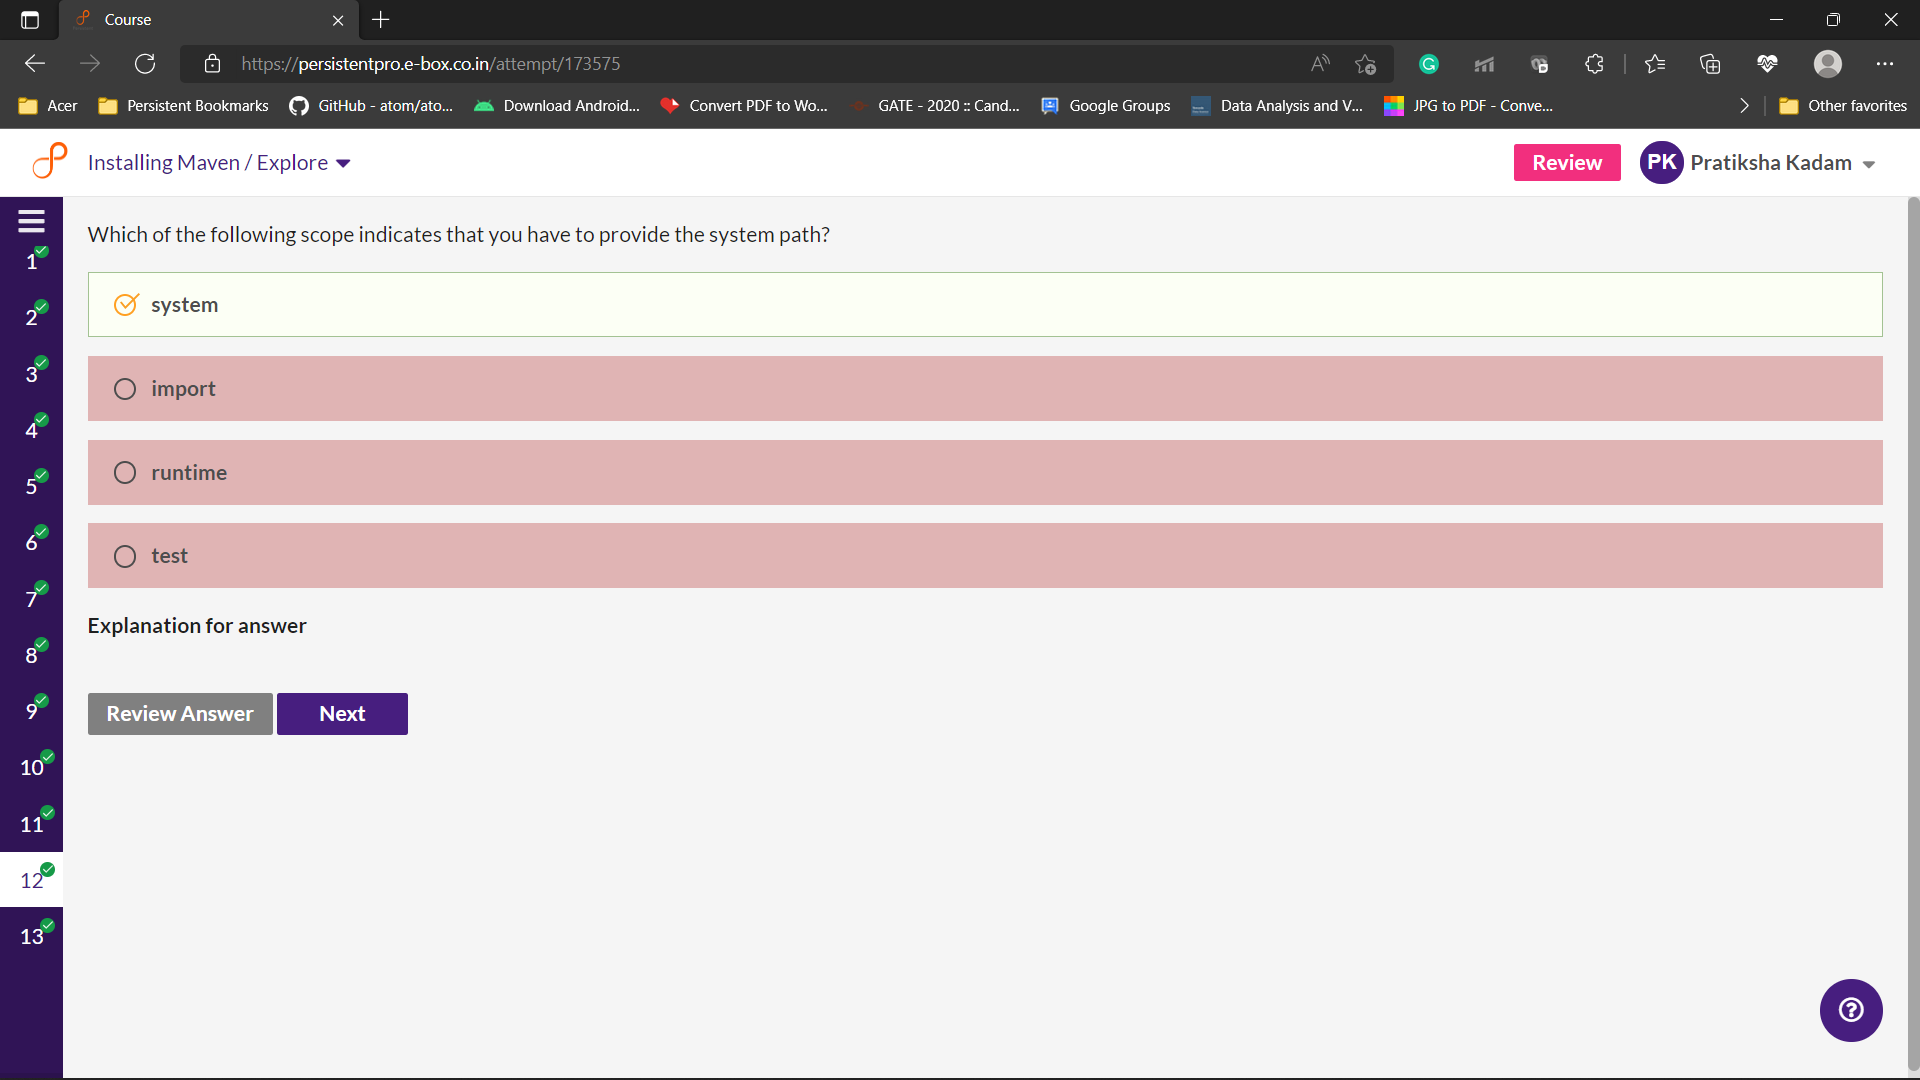 Course
https://persistentpro.e-box.co.in/attempt/173575
Acer
Persistent Bookmarks
GitHub - atom/ato...
Download Android...
Convert PDF to Wo...
GATE - 2020 :: Cand...
Google Groups
Data Analysis and V...
JPG to PDF - Conve...
Other favorites
Installing Maven / Explore
Review
PK
Pratiksha Kadam
Which of the following scope indicates that you have to provide the system path?
system
import
runtime
test
Explanation for answer
Review Answer
Next
1
2
3
4
5
6
7
8
9
10
11
12
13